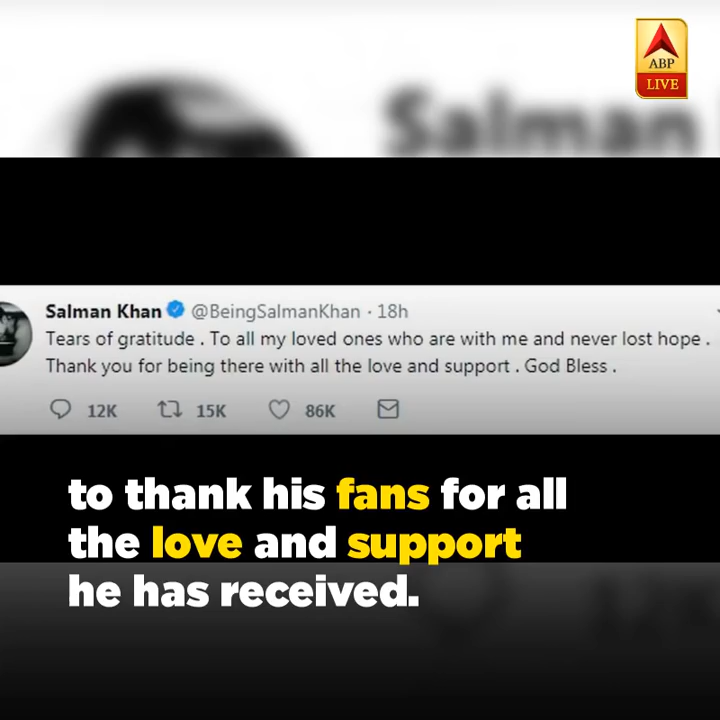 ABP
LIVE
Salman
Salman Khan @BeingSalmanKhan · 18h
Tears of gratitude . To all my loved ones who are with me and never lost hope .
Thank you for being there with all the love and support . God Bless .
12K 15K 86K
to thank his fans for all
the love and support
he has received.